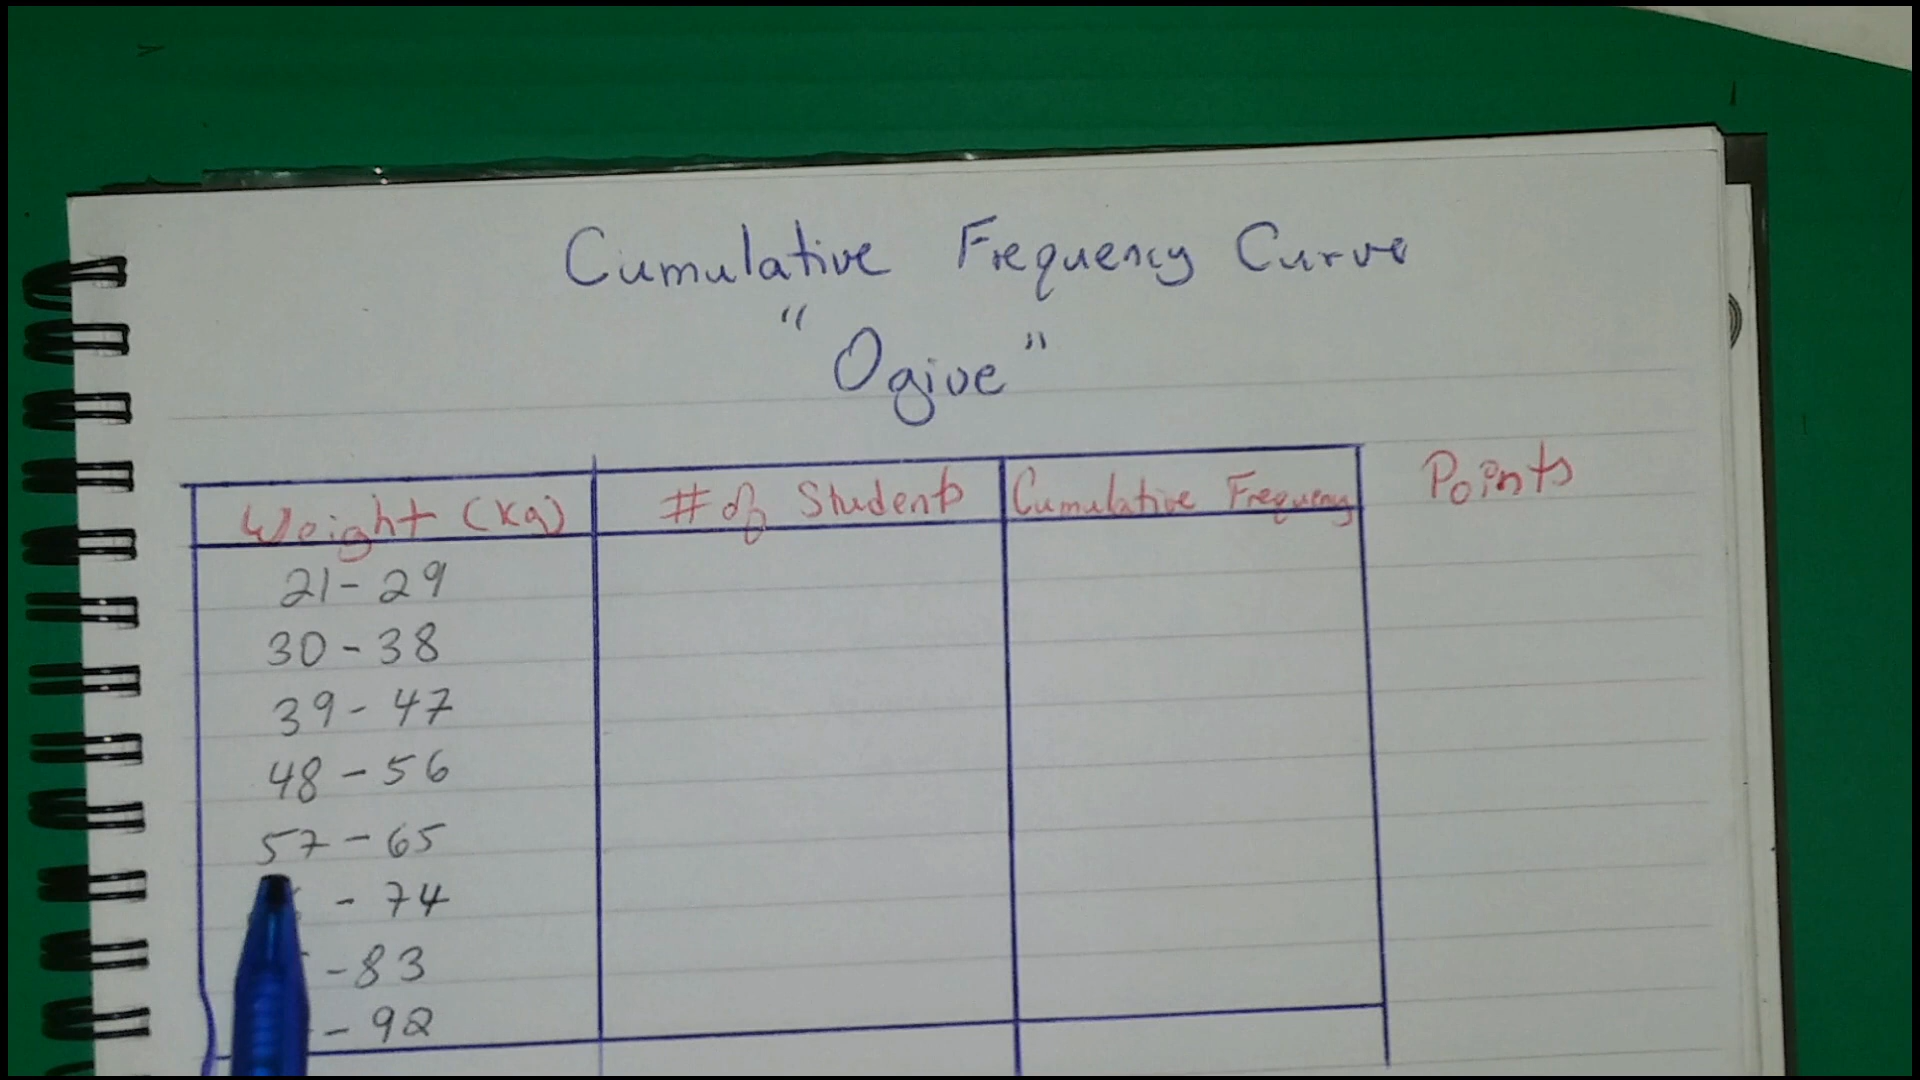 Cumulative Frequency Curve
"Ogive"
Weight (Kg) # of Students Cumulative Frequency Points
21-29
30-38
39-47
48-56
57-65
-74
-83
-92